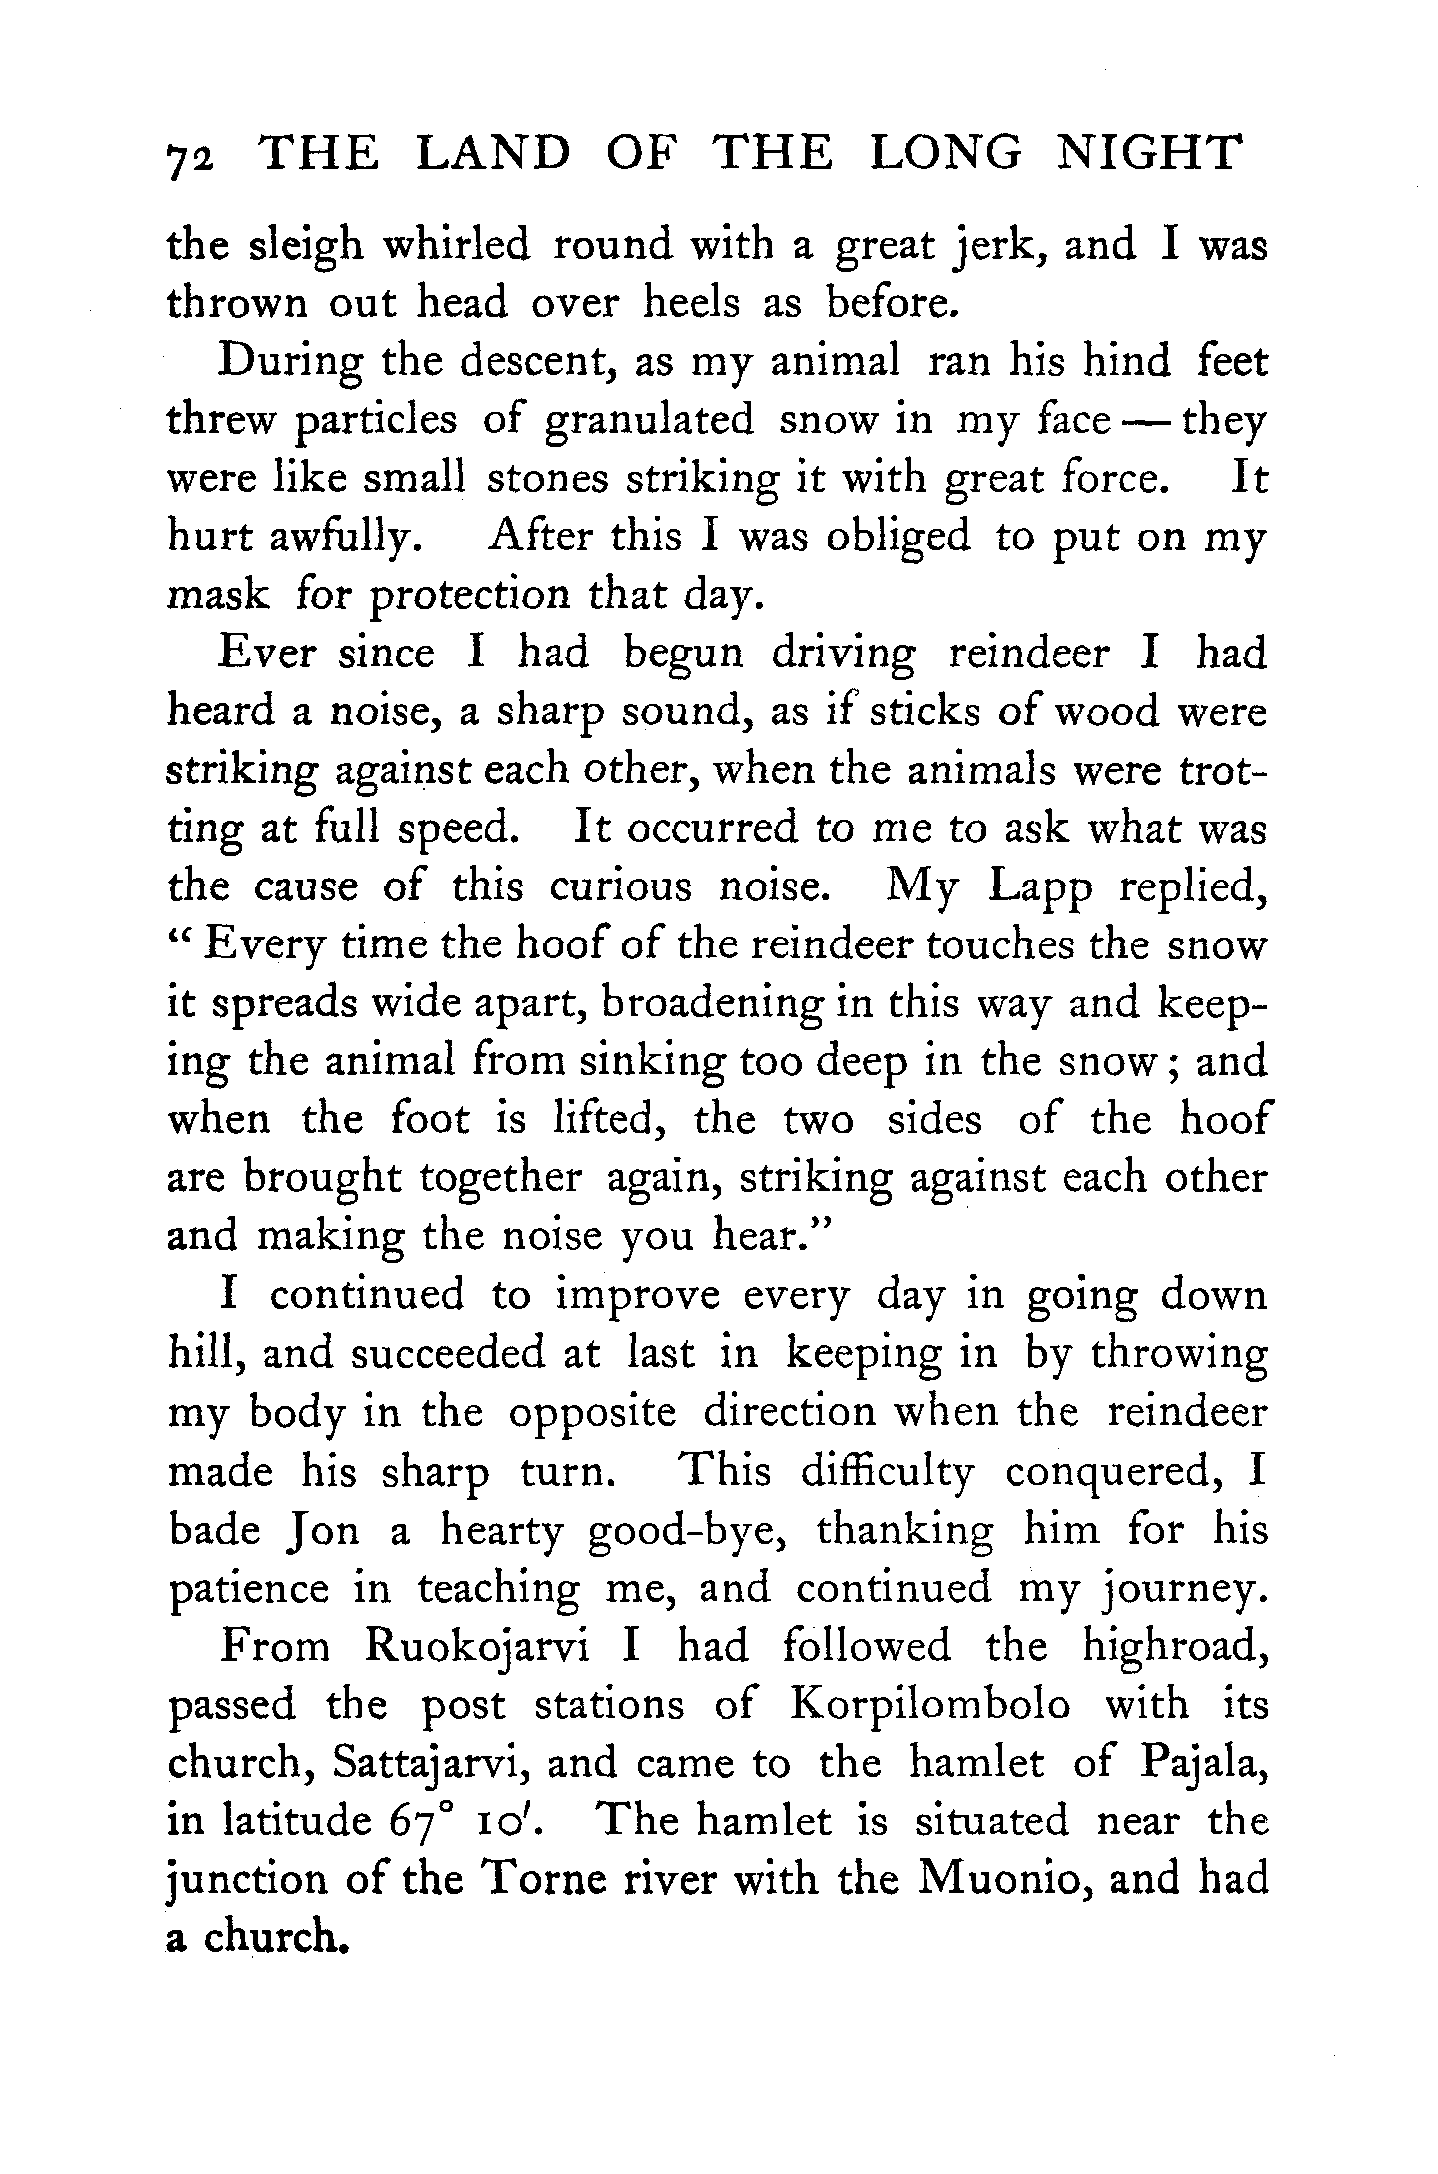 72 THE LAND OF THE LONG NIGHT
the sleigh whirled round with a great jerk, and I was
thrown out head over heels as before.
During the descent, as my animal ran his hind feet
threw particles of granulated snow in my face — they
were like small stones striking it with great force. It
hurt awfully. After this I was obliged to put on my
mask for protection that day.
Ever since I had begun driving reindeer I had
heard a noise, a sharp sound, as if sticks of wood were
striking against each other, when the animals were trot-
ting at full speed. It occurred to me to ask what was
the cause of this curious noise. My Lapp replied,
“ Every time the hoof of the reindeer touches the snow
it spreads wide apart, broadening in this way and keep-
ing the animal from sinking too deep in the snow ; and
when the foot is lifted, the two sides of the hoof
are brought together again, striking against each other
and making the noise you hear.”
I continued to improve every day in going down
hill, and succeeded at last in keeping in by throwing
my body in the opposite direction when the reindeer
made his sharp turn. This difficulty conquered, I
bade Jon a hearty good-bye, thanking him for his
patience in teaching me, and continued my journey.
From Ruokojarvi I had followed the highroad,
passed the post stations of Korpilombolo with its
church, Sattajarvi, and came to the hamlet of Pajala,
in latitude 67° 10′. The hamlet is situated near the
junction of the Torne river with the Muonio, and had
a church.